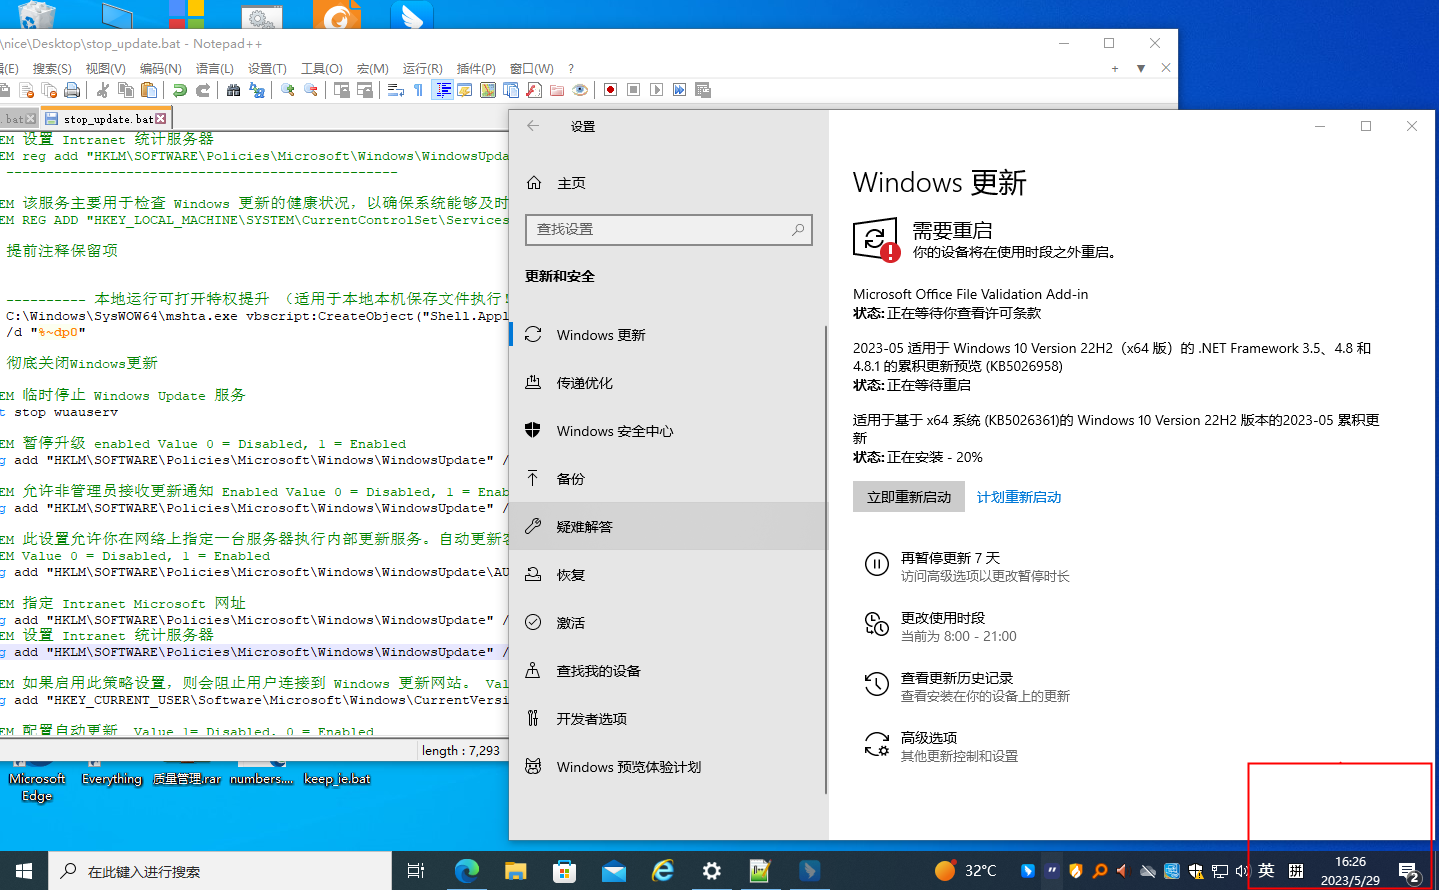 \nice\Desktop\stop_update.bat - Notepad++
(E) 搜索(S) 视图(V) 编码(N) 语言(L) 设置(T) 工具(O) 宏(M) 运行(R) 插件(P) 窗口(W) ?
.bat
stop_update.bat
EM 设置 Intranet 统计服务器
EM reg add "HKLM\SOFTWARE\Policies\Microsoft\Windows\WindowsUpda
-------------------------------------------------
EM 该服务主要用于检查 Windows 更新的健康状况，以确保系统能够及时
EM REG ADD "HKEY_LOCAL_MACHINE\SYSTEM\CurrentControlSet\Services
提前注释保留项
---------- 本地运行可打开特权提升 （适用于本地本机保存文件执行！
C:\Windows\SysWOW64\mshta.exe vbscript:CreateObject("Shell.Appl
/d "%~dp0"
彻底关闭Windows更新
EM 临时停止 Windows Update 服务
t stop wuauserv
EM 暂停升级 enabled Value 0 = Disabled, 1 = Enabled
g add "HKLM\SOFTWARE\Policies\Microsoft\Windows\WindowsUpdate" /
EM 允许非管理员接收更新通知 Enabled Value 0 = Disabled, 1 = Enab
g add "HKLM\SOFTWARE\Policies\Microsoft\Windows\WindowsUpdate" /
EM 此设置允许你在网络上指定一台服务器执行内部更新服务。自动更新客
EM Value 0 = Disabled, 1 = Enabled
g add "HKLM\SOFTWARE\Policies\Microsoft\Windows\WindowsUpdate\AU
EM 指定 Intranet Microsoft 网址
g add "HKLM\SOFTWARE\Policies\Microsoft\Windows\WindowsUpdate" /
EM 设置 Intranet 统计服务器
g add "HKLM\SOFTWARE\Policies\Microsoft\Windows\WindowsUpdate" /
EM 如果启用此策略设置，则会阻止用户连接到 Windows 更新网站。 Val
g add "HKEY_CURRENT_USER\Software\Microsoft\Windows\CurrentVersi
EM 配置自动更新 Value 1= Disabled, 0 = Enabled
length : 7,293
Microsoft Edge
Everything
质量管理.rar
numbers....
keep_ie.bat
设置
主页
查找设置
更新和安全
Windows 更新
传递优化
Windows 安全中心
备份
疑难解答
恢复
激活
查找我的设备
开发者选项
Windows 预览体验计划
Windows 更新
需要重启
你的设备将在使用时段之外重启。
Microsoft Office File Validation Add-in
状态: 正在等待你查看许可条款
2023-05 适用于 Windows 10 Version 22H2（x64 版）的 .NET Framework 3.5、4.8 和
4.8.1 的累积更新预览 (KB5026958)
状态: 正在等待重启
适用于基于 x64 系统 (KB5026361)的 Windows 10 Version 22H2 版本的2023-05 累积更
新
状态: 正在安装 - 20%
立即重新启动 计划重新启动
再暂停更新 7 天
访问高级选项以更改暂停时长
更改使用时段
当前为 8:00 - 21:00
查看更新历史记录
查看安装在你的设备上的更新
高级选项
其他更新控制和设置
在此键入进行搜索
32°C
英
拼
16:26
2023/5/29
2